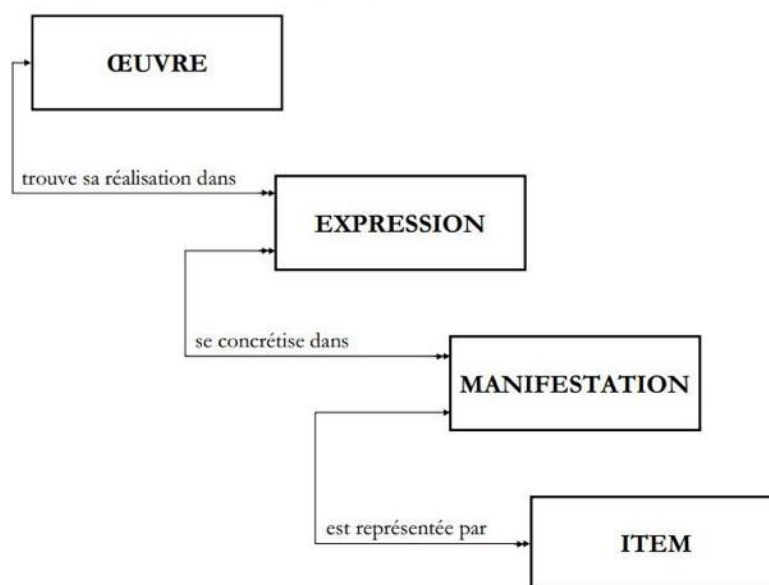 ŒUVRE
trouve sa réalisation dans
EXPRESSION
se concrétise dans
MANIFESTATION
est représentée par
ITEM